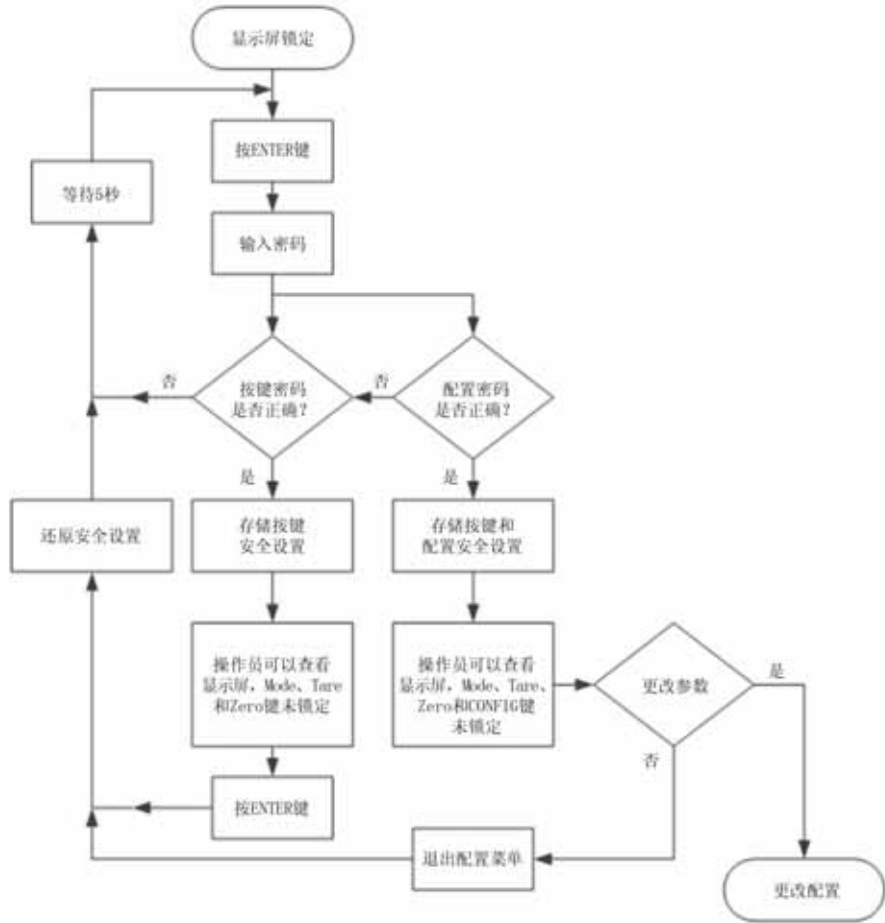 显示屏锁定
按ENTER键
等待5秒
输入密码
否
按键密码
是否正确？
否
配置密码
是否正确？
是
是
还原安全设置
存储按键
安全设置
存储按键和
配置安全设置
操作员可以查看
显示屏，Mode、Tare
和Zero键未锁定
操作员可以查看
显示屏，Mode、Tare、
Zero和CONFIG键
未锁定
更改参数
是
否
按ENTER键
退出配置菜单
更改配置